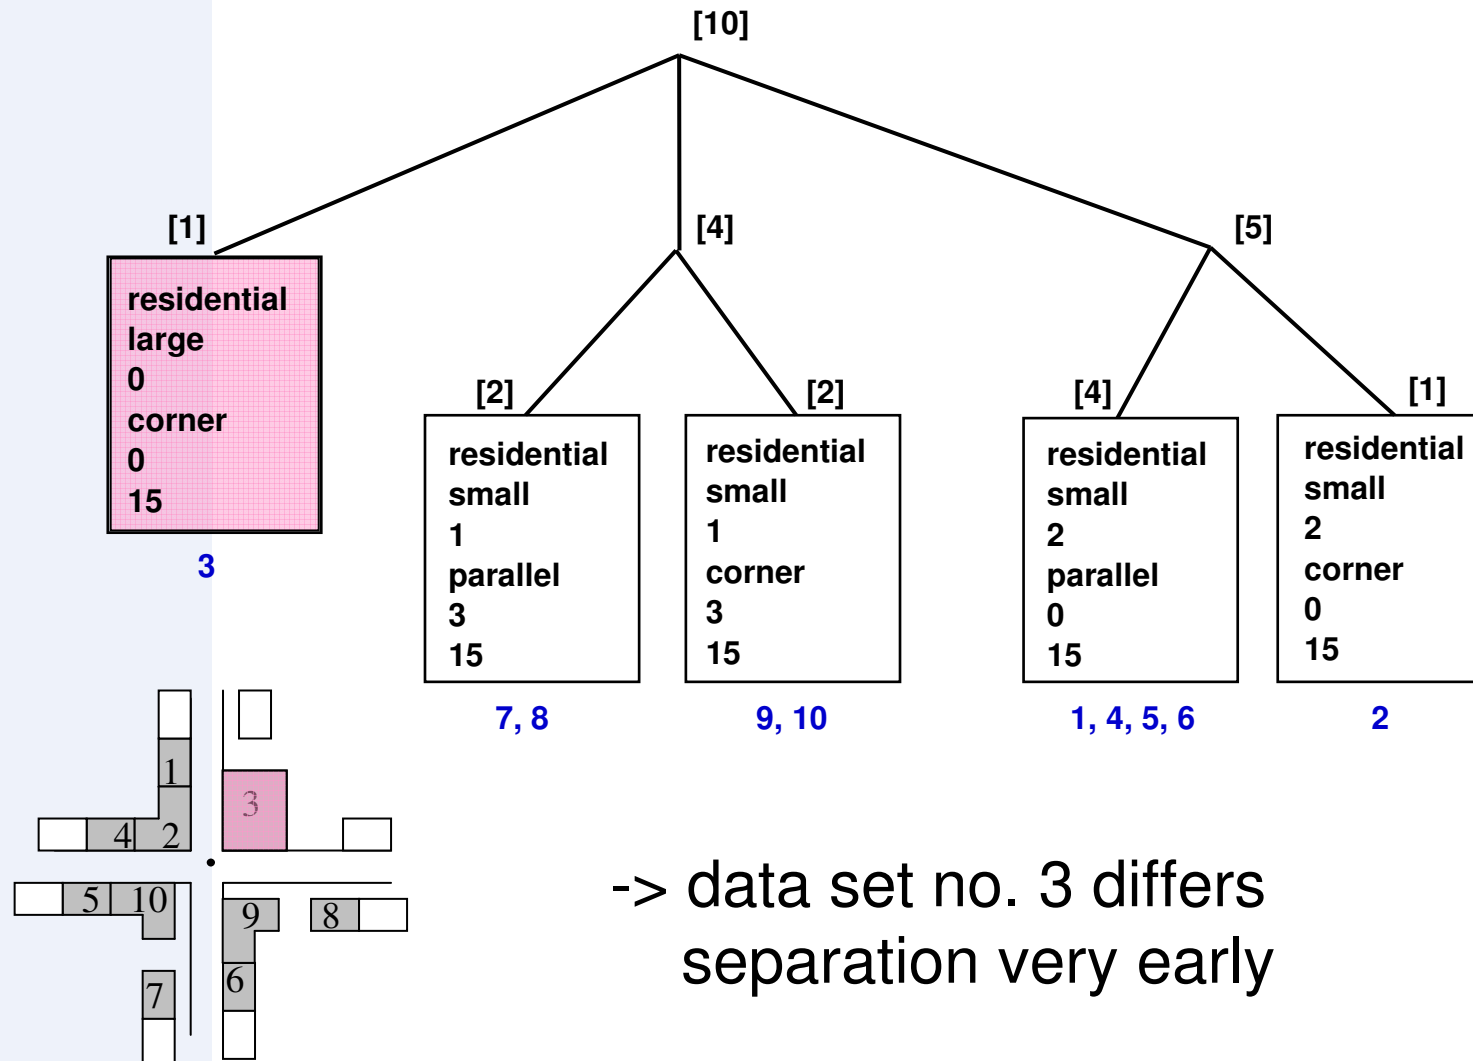 [10]
[1]
[4]
[5]
residential
large
0
corner
0
15
3
[2]
residential
small
1
parallel
3
15
7, 8
[2]
residential
small
1
corner
3
15
9, 10
[4]
residential
small
2
parallel
0
15
1, 4, 5, 6
[1]
residential
small
2
corner
0
15
2
1
3
4
2
5
10
9
8
7
6
-> data set no. 3 differs
separation very early